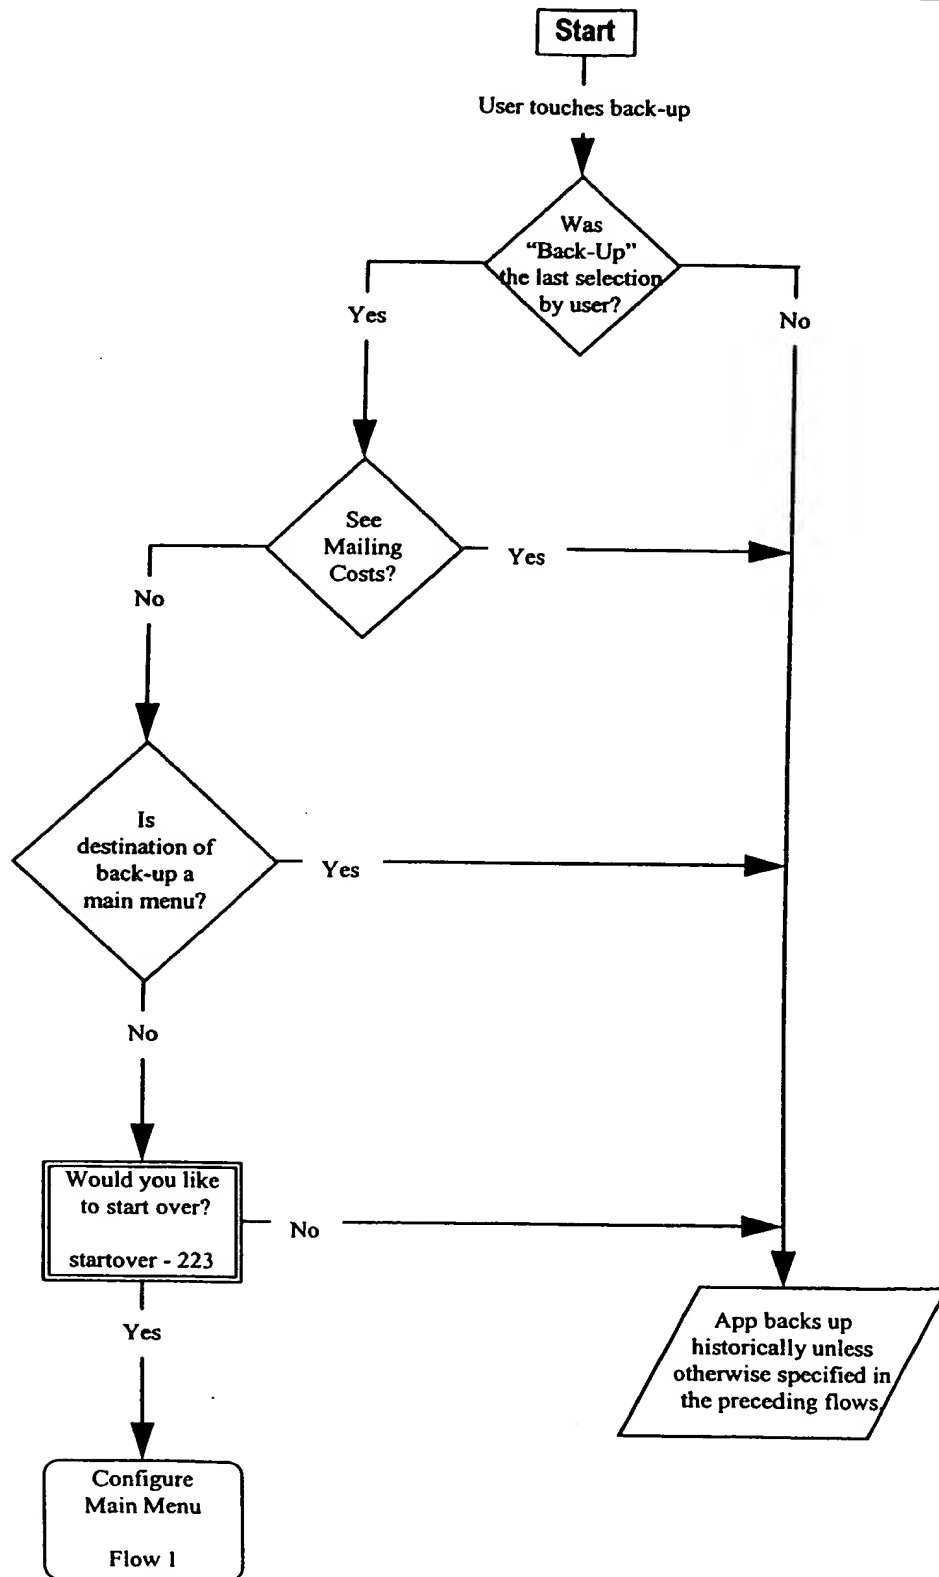 Start
User touches back-up
Was
“Back-Up”
the last selection
by user?
Yes
No
See
Mailing
Costs?
Yes
No
Is
destination of
back-up a
main menu?
Yes
No
Would you like
to start over?
startover - 223
No
Yes
App backs up
historically unless
otherwise specified in
the preceding flows.
Configure
Main Menu
Flow 1